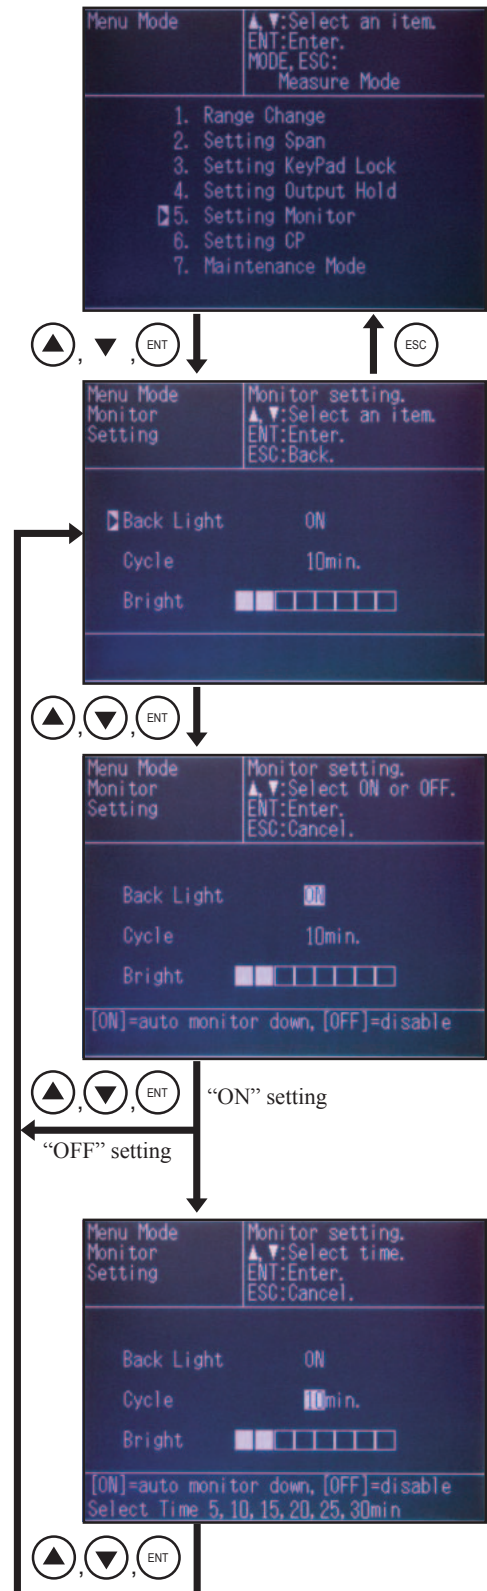 Menu Mode
▲,▼:Select an item.
ENT:Enter.
MODE,ESC:
Measure Mode
1. Range Change
2. Setting Span
3. Setting KeyPad Lock
4. Setting Output Hold
5. Setting Monitor
6. Setting CP
7. Maintenance Mode
▲, ▼, ENT
ESC
Menu Mode
Monitor
Setting
Monitor setting.
▲,▼:Select an item.
ENT:Enter.
ESC:Back.
Back Light ON
Cycle 10min.
Bright
▲, ▼, ENT
Menu Mode
Monitor
Setting
Monitor setting.
▲,▼:Select ON or OFF.
ENT:Enter.
ESC:Cancel.
Back Light ON
Cycle 10min.
Bright
[ON]=auto monitor down,[OFF]=disable
▲, ▼, ENT
“ON” setting
“OFF” setting
Menu Mode
Monitor
Setting
Monitor setting.
▲,▼:Select time.
ENT:Enter.
ESC:Cancel.
Back Light ON
Cycle 10min.
Bright
[ON]=auto monitor down,[OFF]=disable
Select Time 5,10,15,20,25,30min
▲, ▼, ENT